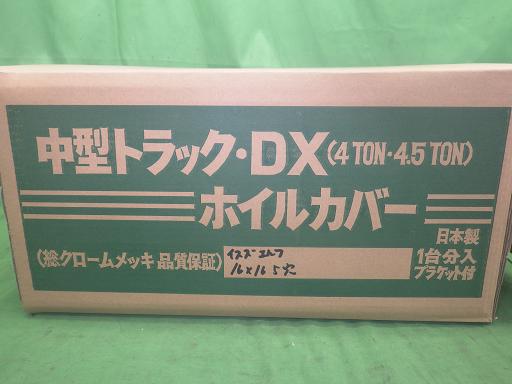 中型トラック・DX(4 TON・4.5 TON)
ホイルカバー
日本製
(総クロームメッキ 品質保証)
イスズ エルフ
16×16 5穴
1台分入
ブラケット付